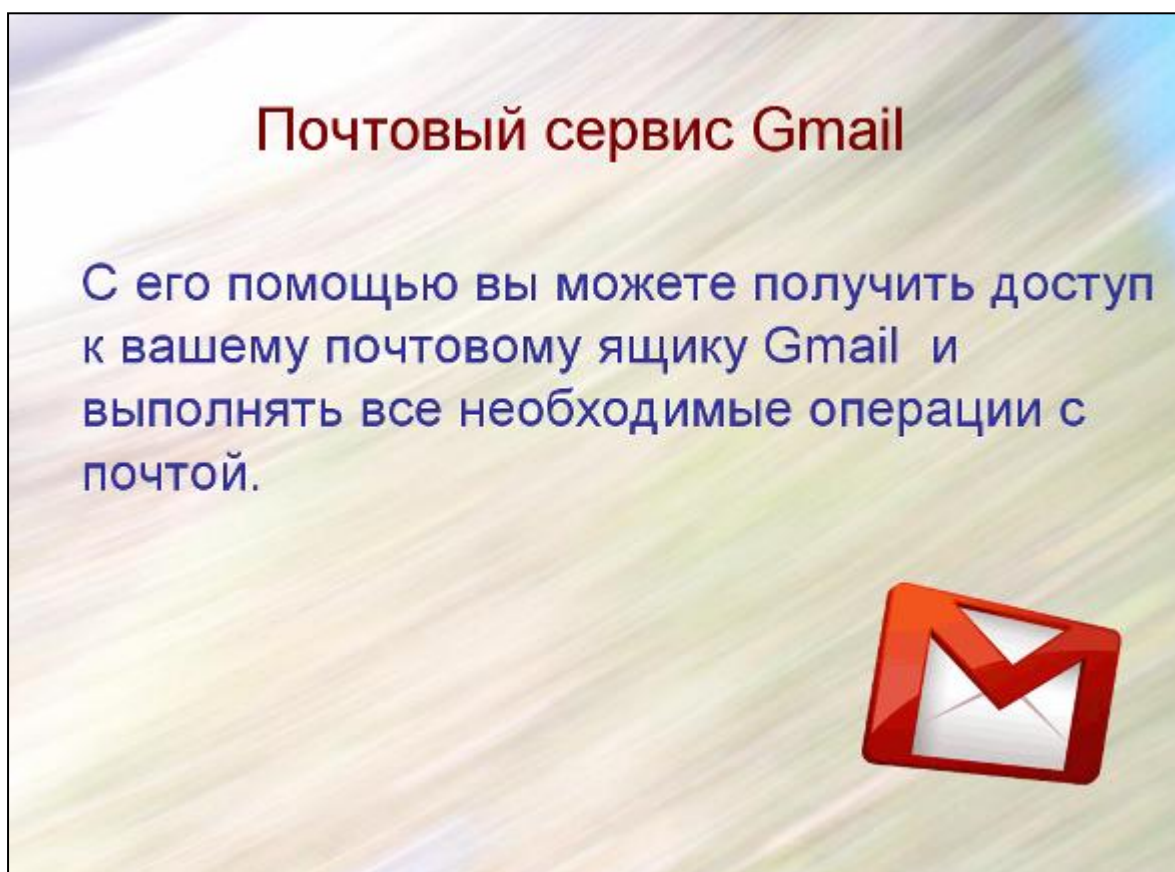 Почтовый сервис Gmail
С его помощью вы можете получить доступ
к вашему почтовому ящику Gmail  и
выполнять все необходимые операции с
почтой.